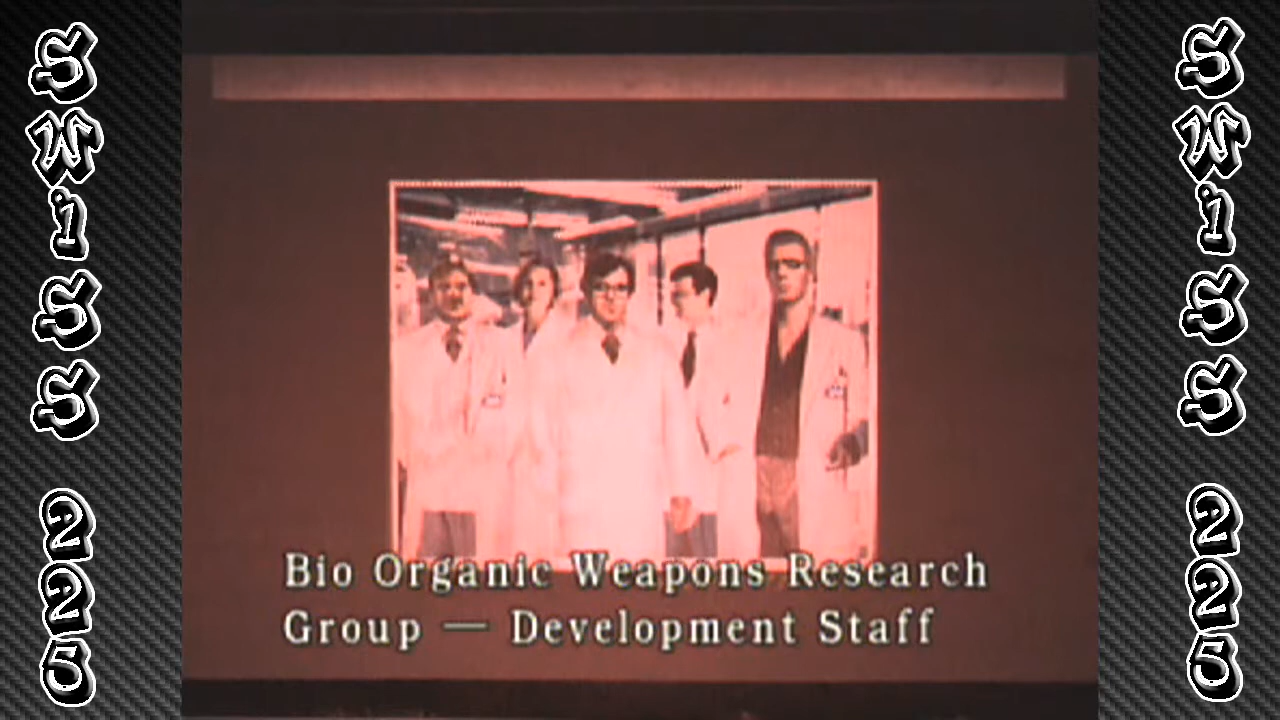 Swiss 225
Bio Organic Weapons Research
Group — Development Staff
Swiss 225